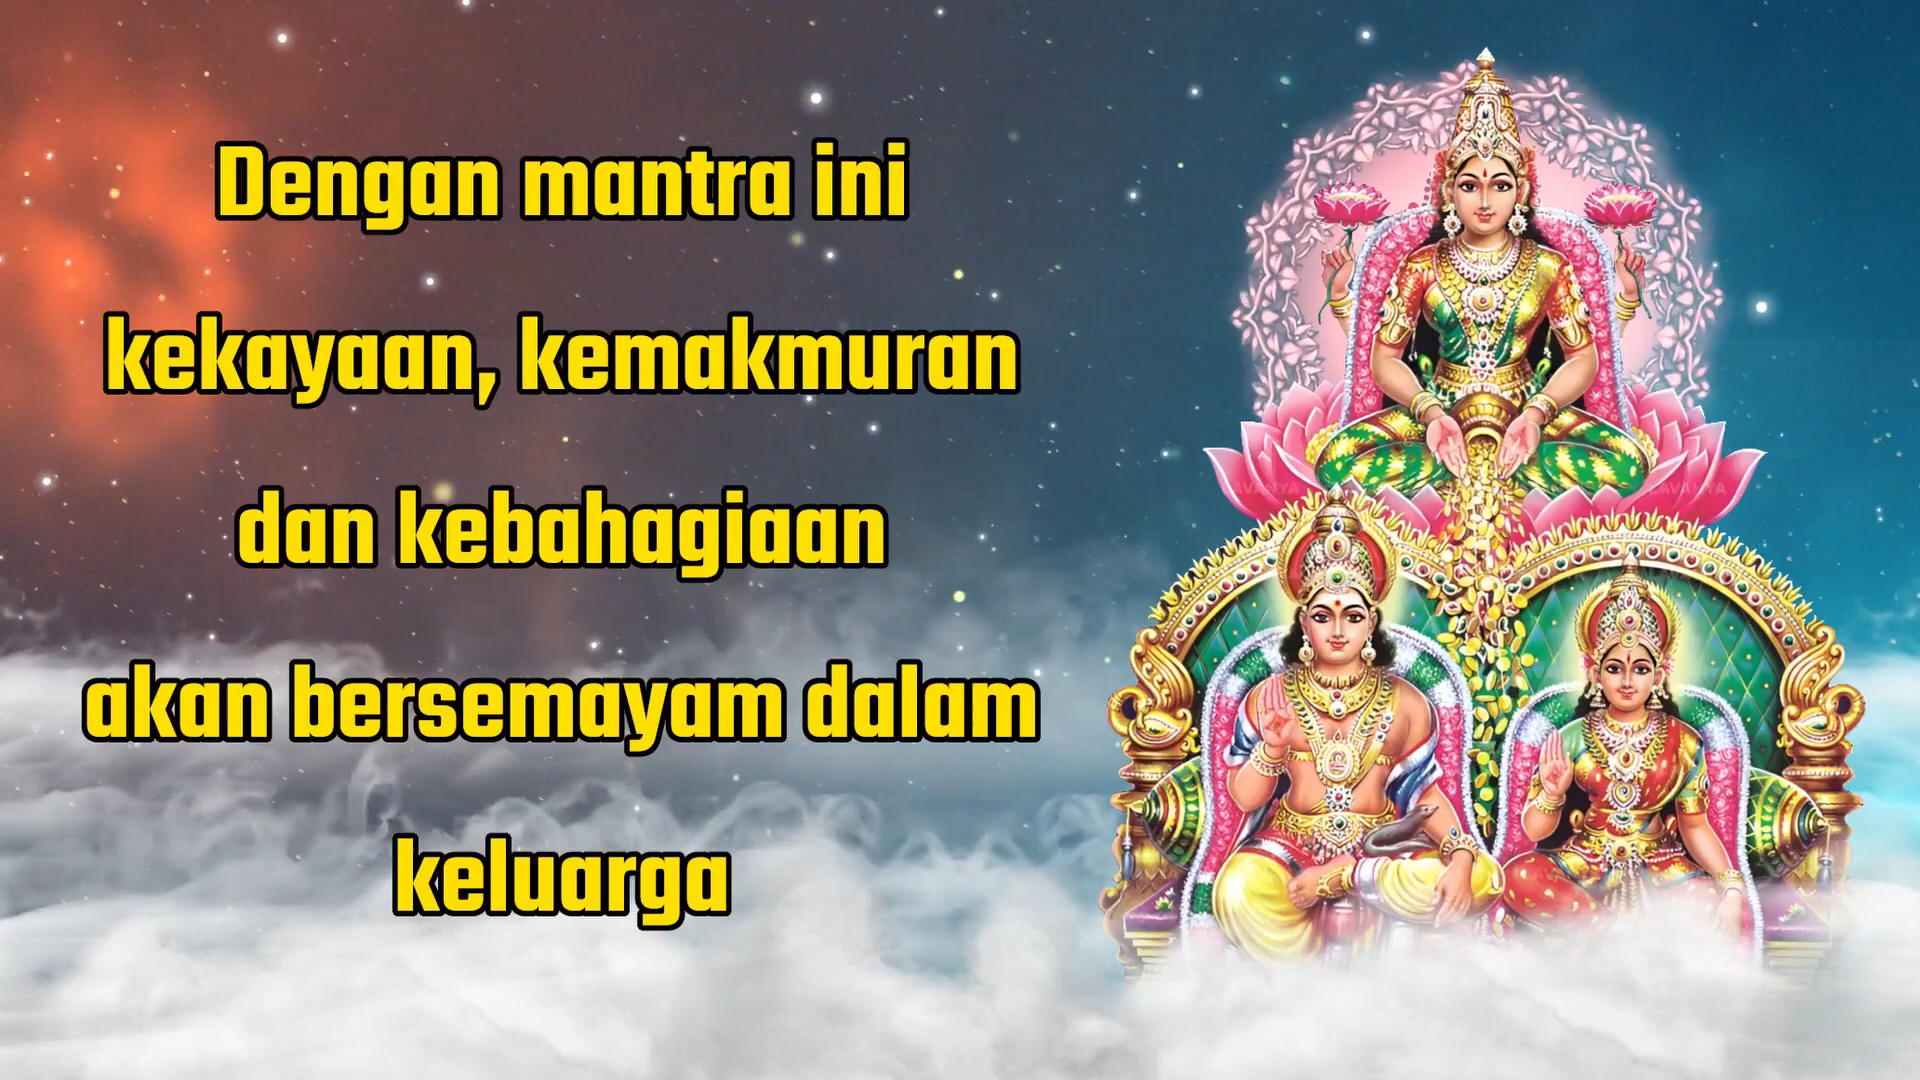 Dengan mantra ini
kekayaan, kemakmuran
dan kebahagiaan
akan bersemayam dalam
keluarga